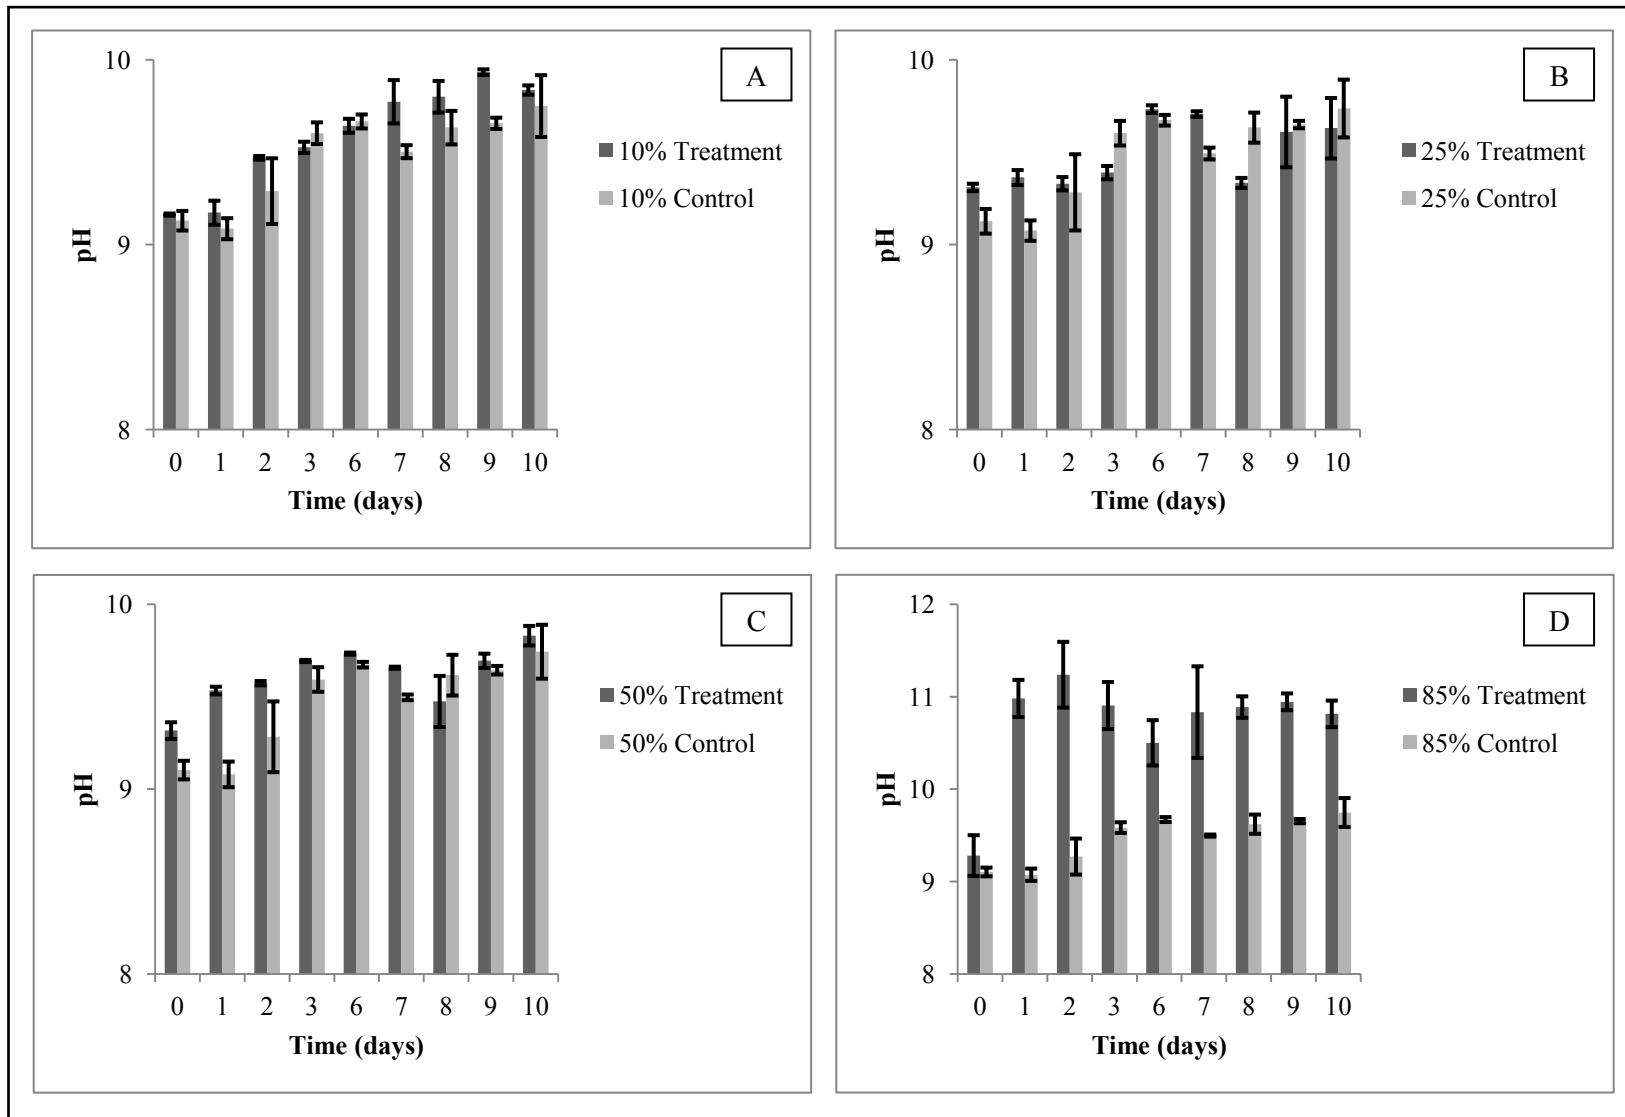 A
10
9
8
pH
0 1 2 3 6 7 8 9 10
Time (days)
10% Treatment
10% Control
B
10
9
8
pH
0 1 2 3 6 7 8 9 10
Time (days)
25% Treatment
25% Control
C
10
9
8
pH
0 1 2 3 6 7 8 9 10
Time (days)
50% Treatment
50% Control
D
12
11
10
9
8
pH
0 1 2 3 6 7 8 9 10
Time (days)
85% Treatment
85% Control